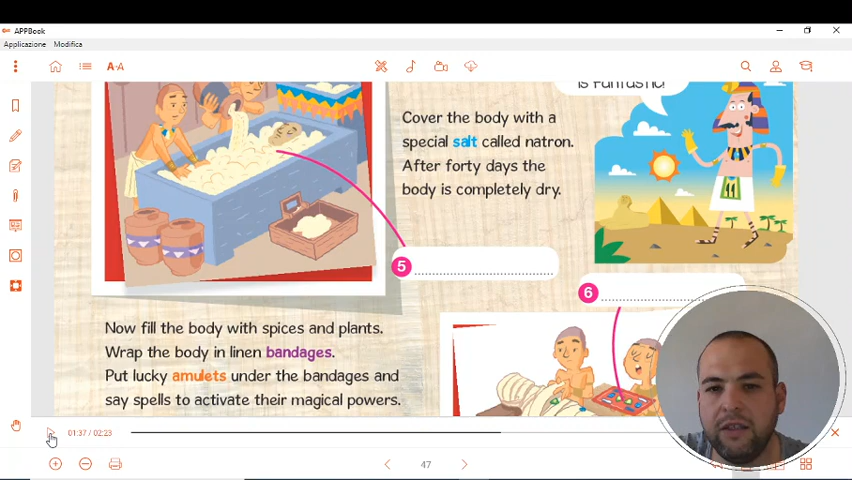 APPBook
Applicazione Modifica
A-A
is Fantastic!
Cover the body with a
special salt called natron.
After forty days the
body is completely dry.
5
6
Now fill the body with spices and plants.
Wrap the body in linen bandages.
Put lucky amulets under the bandages and
say spells to activate their magical powers.
01:37 / 02:23
47